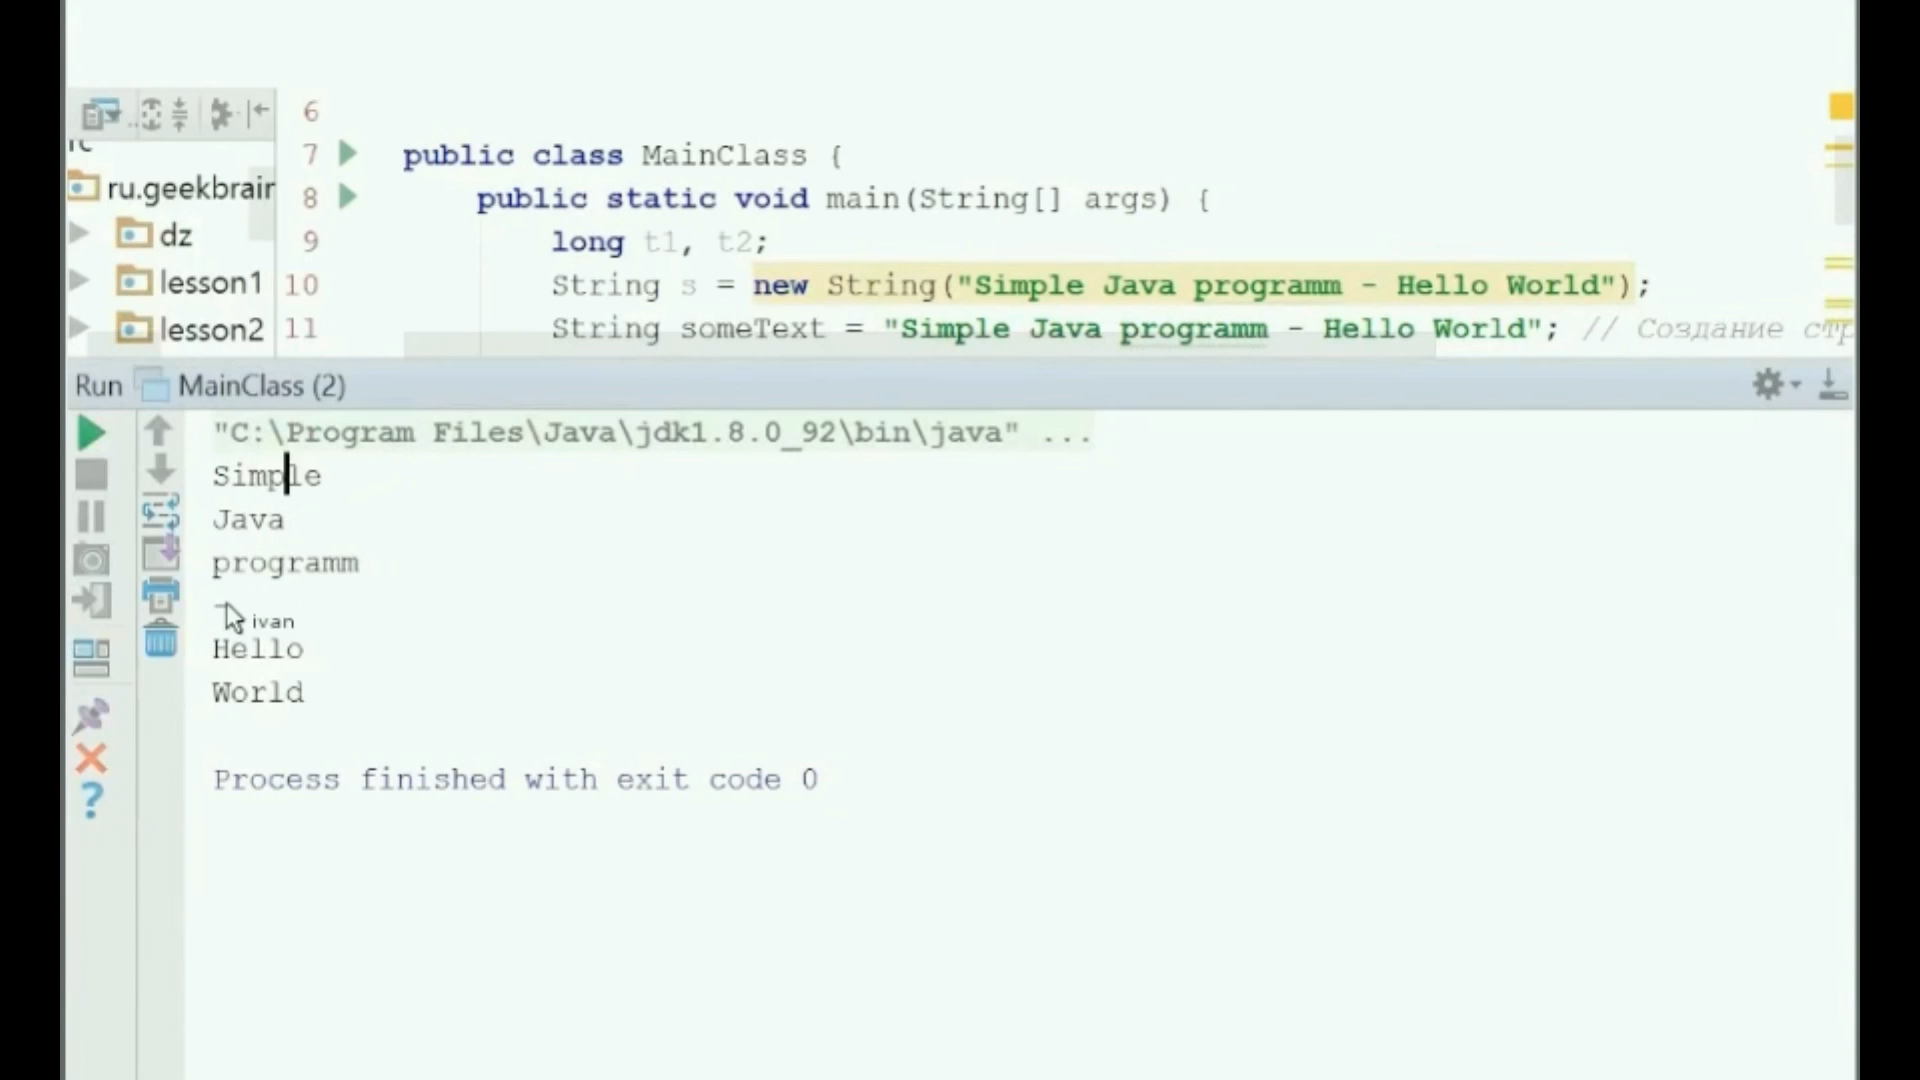 6
7 public class MainClass {
ru.geekbrain
8 public static void main(String[] args) {
dz
9 long t1, t2;
lesson1
10 String s = new String("Simple Java programm - Hello World");
lesson2
11 String someText = "Simple Java programm - Hello World"; // Создание стр
Run MainClass (2)
"C:\Program Files\Java\jdk1.8.0_92\bin\java" ...
Simple
Java
programm
-
ivan
Hello
World
Process finished with exit code 0